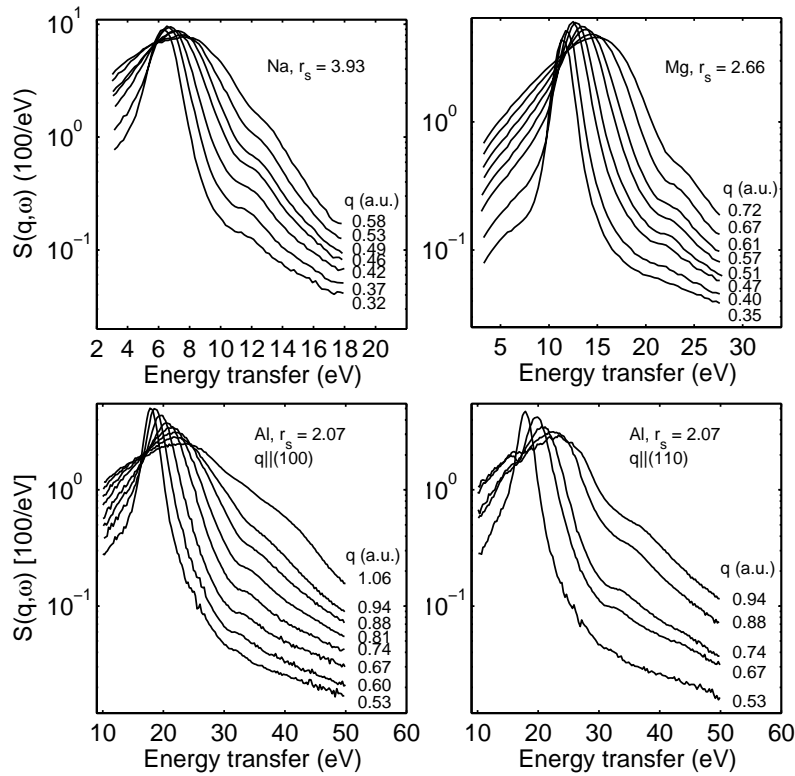 Na, r_s = 3.93
S(q,ω) (100/eV)
10^1
10^0
10^-1
q (a.u.)
0.58
0.53
0.49
0.46
0.42
0.37
0.32
2 4 6 8 10 12 14 16 18 20
Energy transfer (eV)
Mg, r_s = 2.66
10^0
10^-1
q (a.u.)
0.72
0.67
0.61
0.57
0.51
0.47
0.40
0.35
5 10 15 20 25 30
Energy transfer (eV)
Al, r_s = 2.07
q||(100)
S(q,ω) [100/eV]
10^0
10^-1
q (a.u.)
1.06
0.94
0.88
0.81
0.74
0.67
0.60
0.53
10 20 30 40 50 60
Energy transfer (eV)
Al, r_s = 2.07
q||(110)
10^0
10^-1
q (a.u.)
0.94
0.88
0.74
0.67
0.53
10 20 30 40 50 60
Energy transfer (eV)